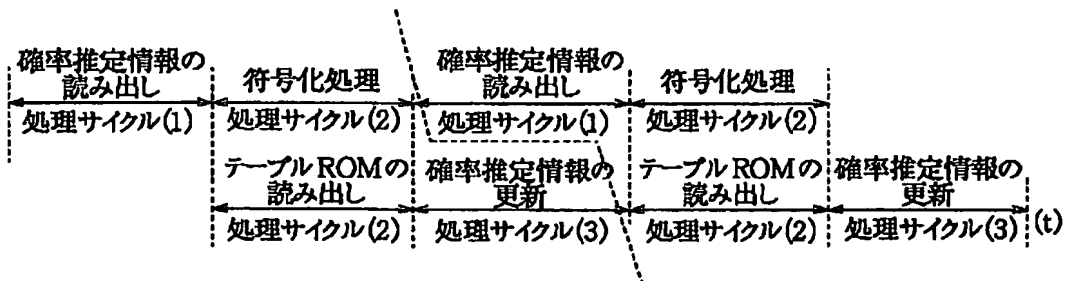 確率推定情報の
読み出し
処理サイクル(1)
符号化処理
処理サイクル(2)
確率推定情報の
読み出し
処理サイクル(1)
符号化処理
処理サイクル(2)
テーブルROMの
読み出し
処理サイクル(2)
確率推定情報の
更新
処理サイクル(3)
テーブルROMの
読み出し
処理サイクル(2)
確率推定情報の
更新
処理サイクル(3)
(t)